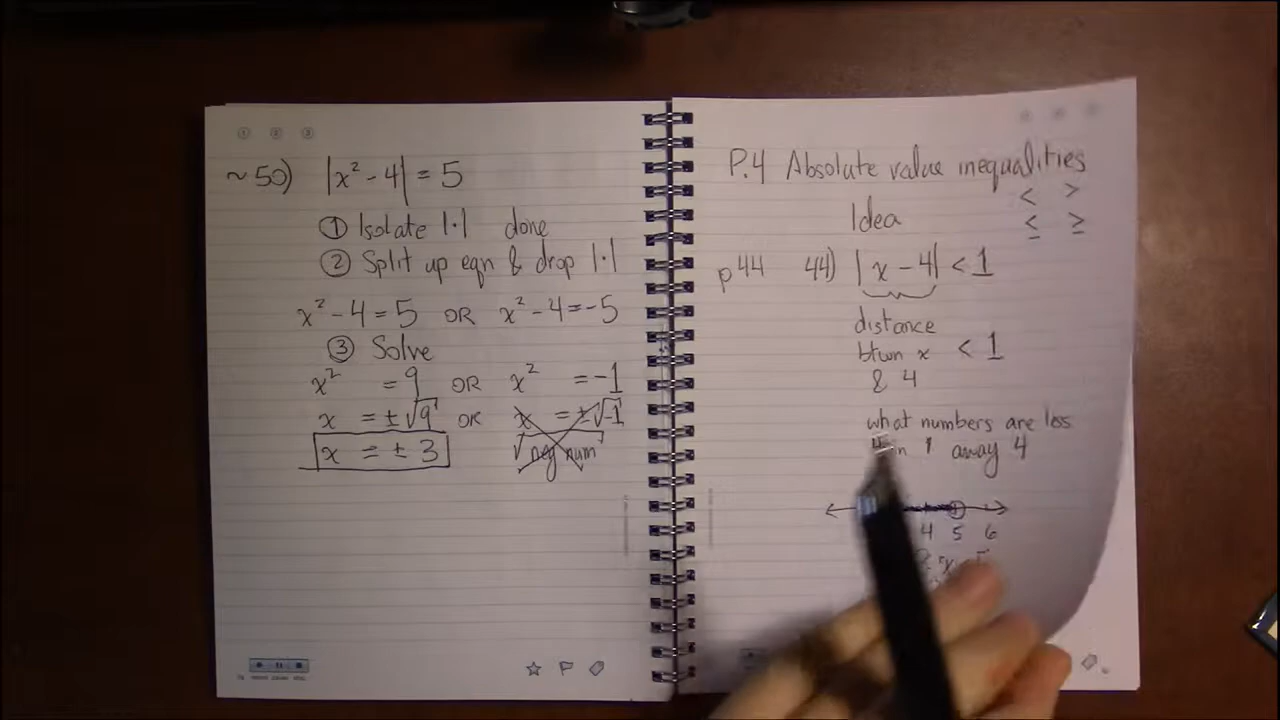 ~50) |x² - 4| = 5
① Isolate |·| done
② Split up eqn & drop |·|
x² - 4 = 5 OR x² - 4 = -5
③ Solve
x² = 9 OR x² = -1
x = ±√9 OR x = ±√-1
x = ± 3 √neg num
P.4 Absolute value inequalities
< >
Idea ≤ ≥
p44 44) |x - 4| < 1
distance
btwn x < 1
& 4
what numbers are less
1 away 4
4 5 6